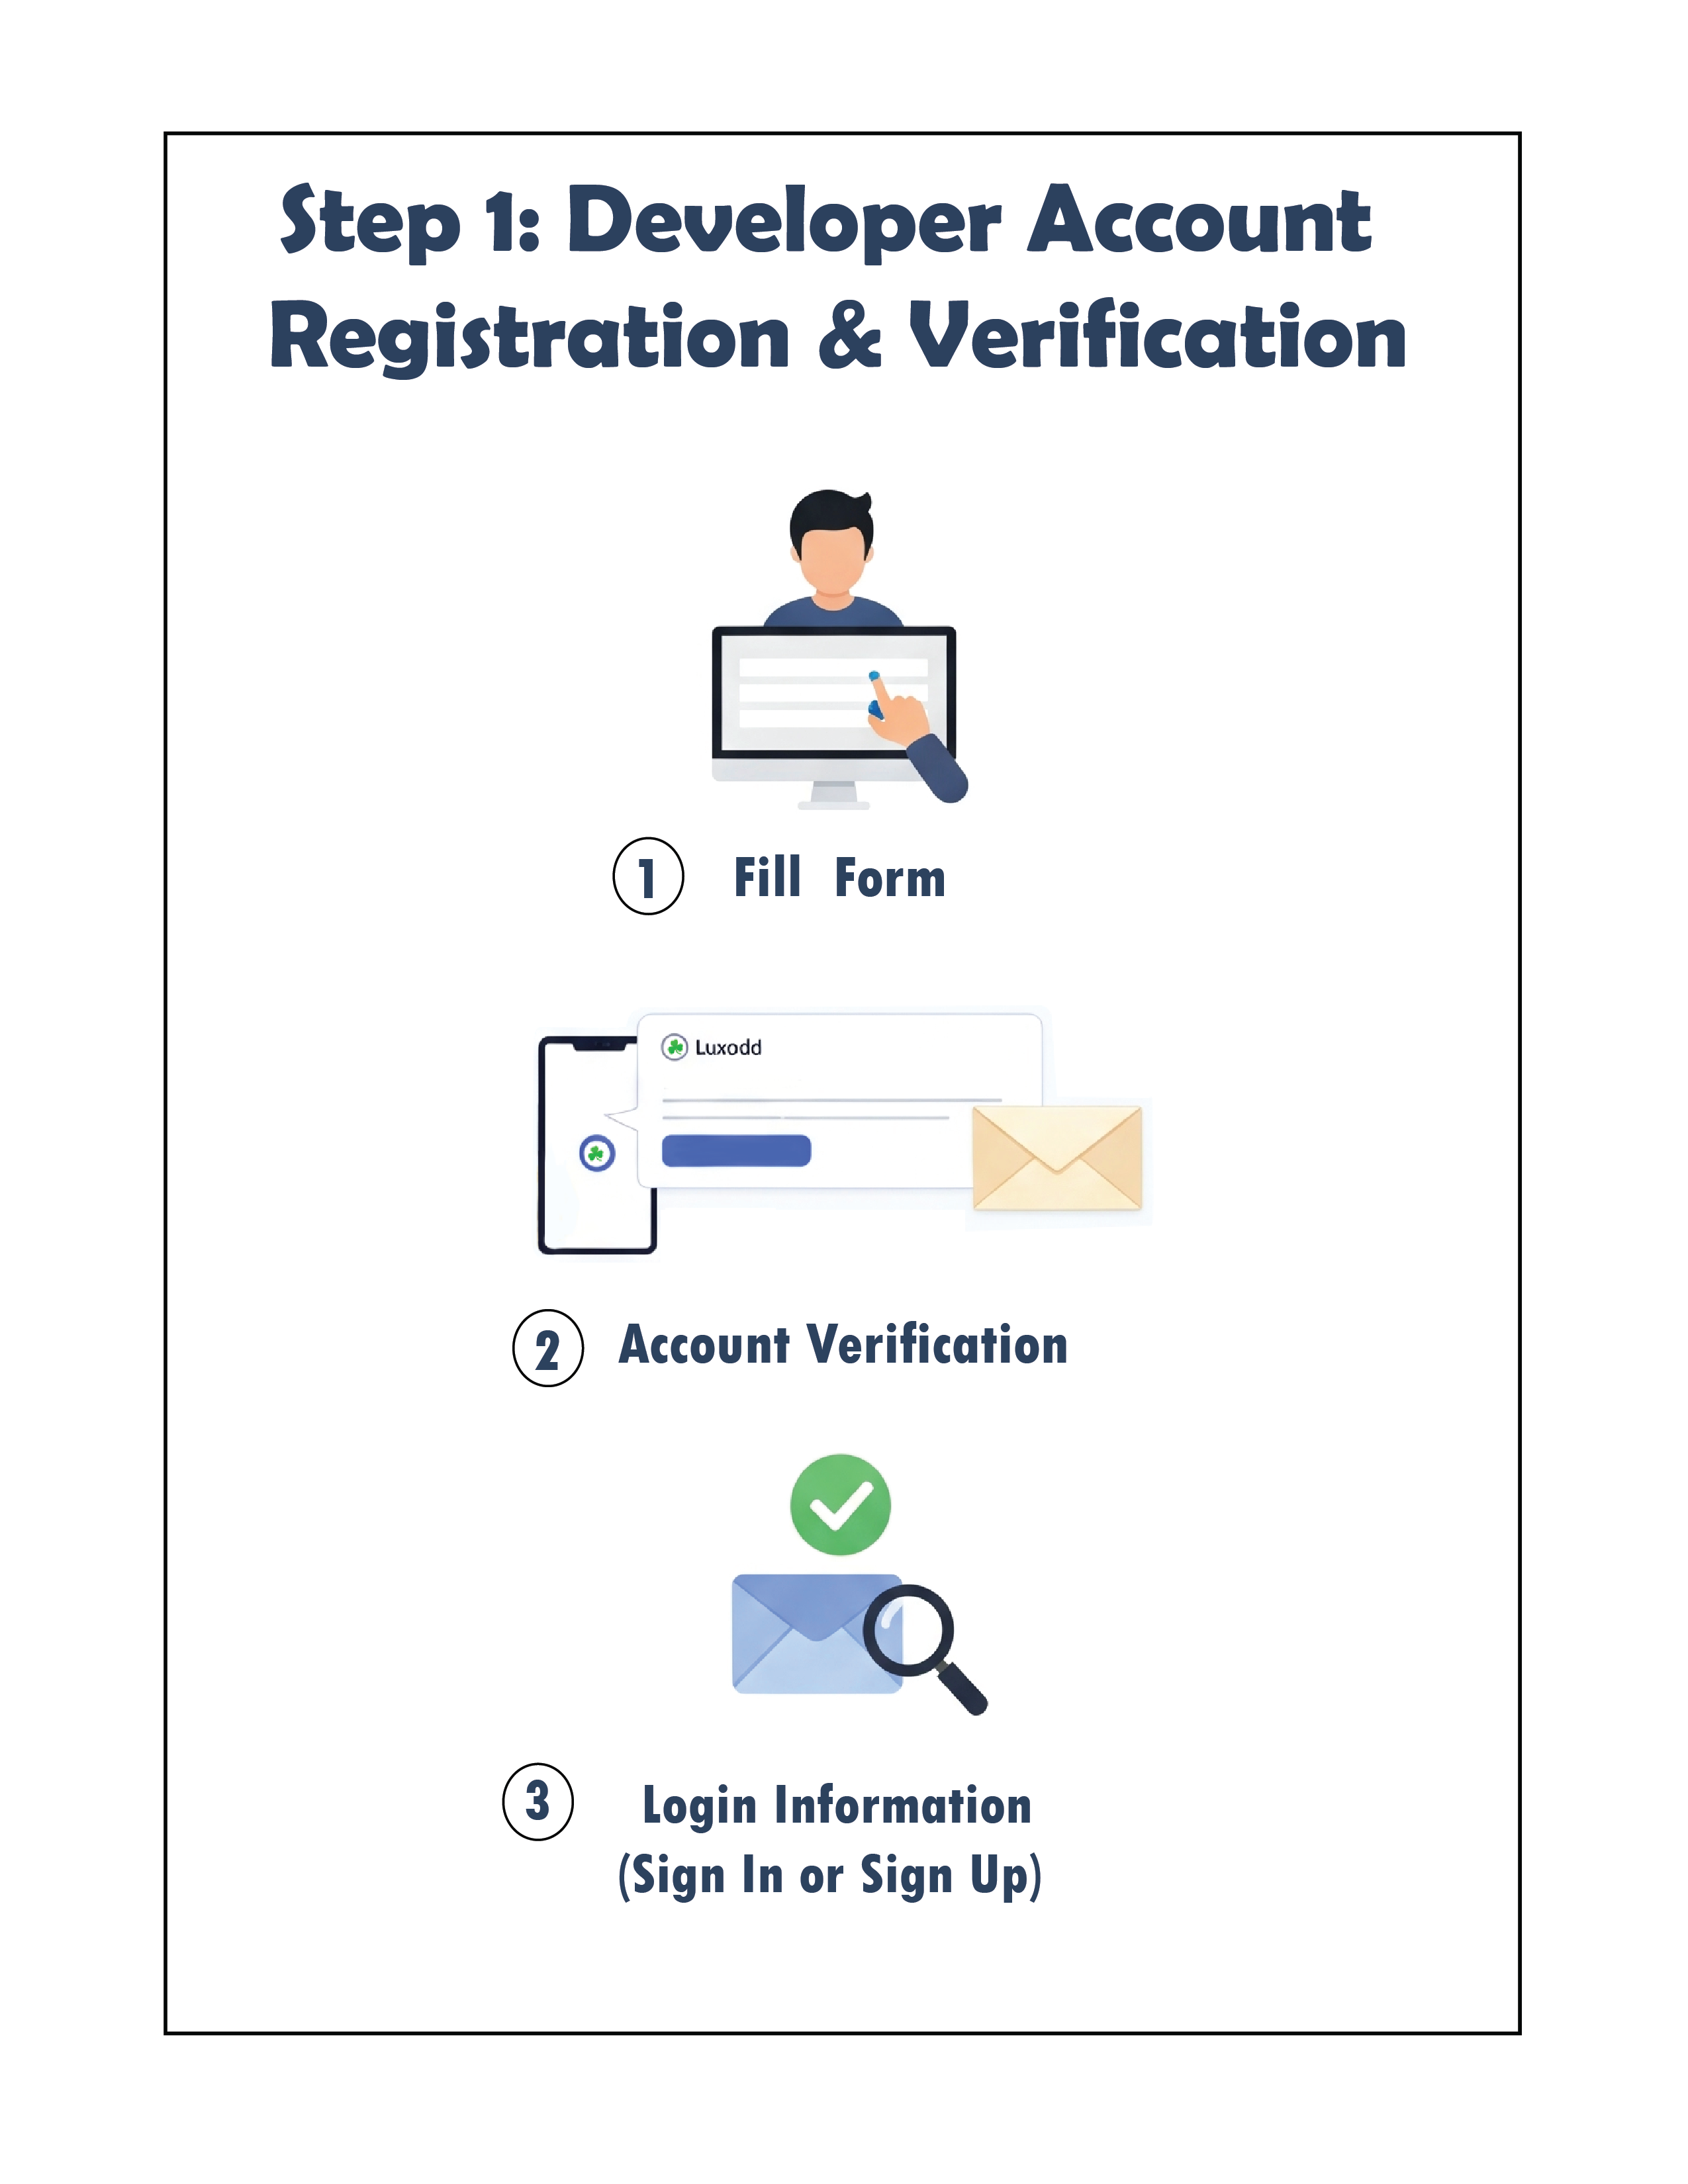 Step 1: Developer Account
Registration & Verification
1 Fill Form
Luxodd
2 Account Verification
3 Login Information
(Sign In or Sign Up)